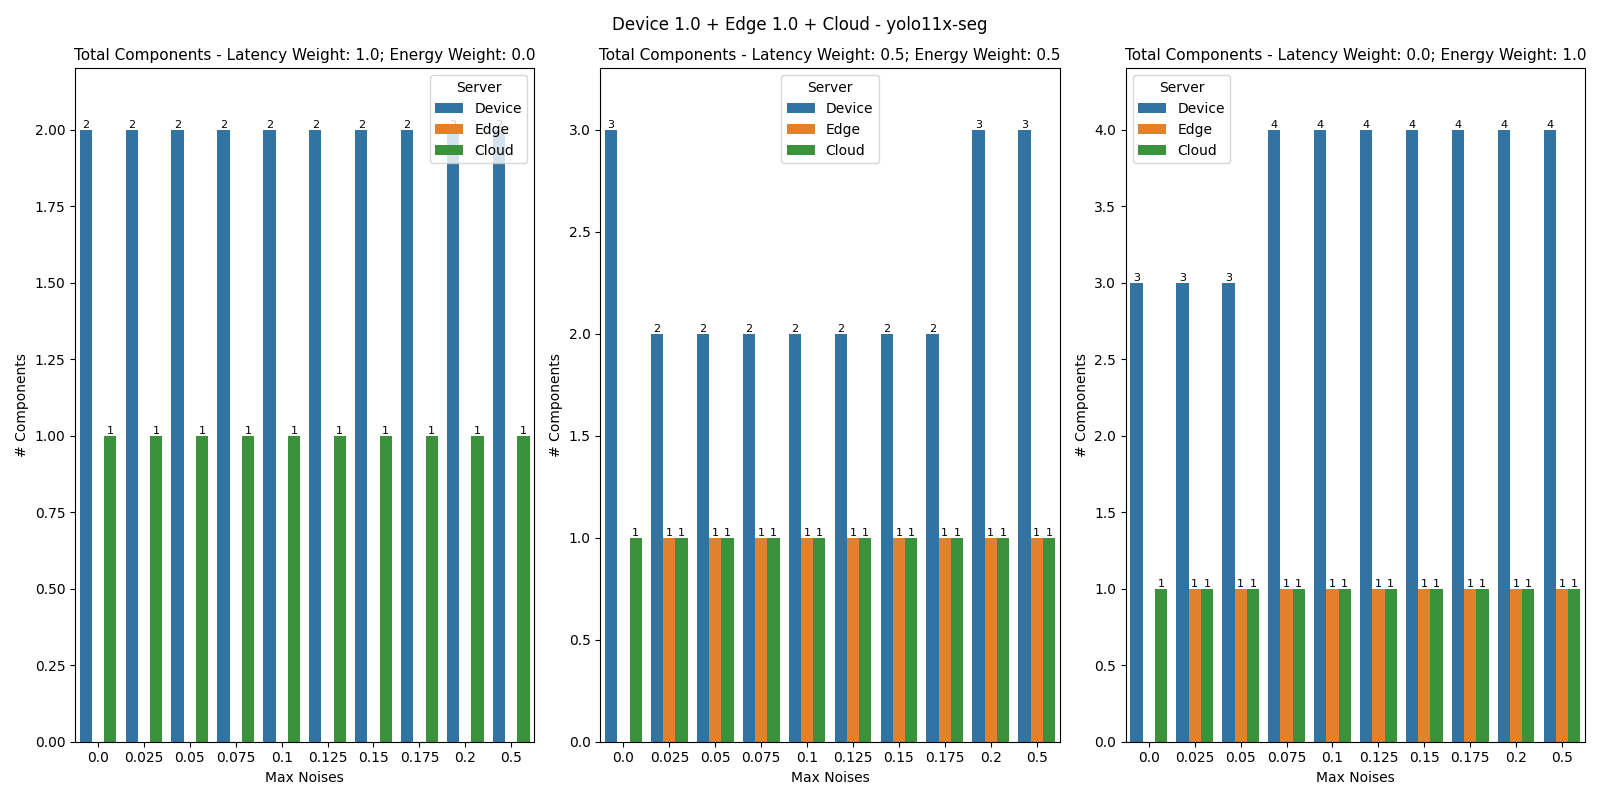 Device 1.0 + Edge 1.0 + Cloud - yolo11x-seg
Total Components - Latency Weight: 1.0; Energy Weight: 0.0
Server
Device
Edge
Cloud
2 2 2 2 2 2 2 2 2 2
1 1 1 1 1 1 1 1 1 1
# Components
2.00
1.75
1.50
1.25
1.00
0.75
0.50
0.25
0.00
0.0 0.025 0.05 0.075 0.1 0.125 0.15 0.175 0.2 0.5
Max Noises
Total Components - Latency Weight: 0.5; Energy Weight: 0.5
Server
Device
Edge
Cloud
3 3 3
2 2 2 2 2 2 2
1 1 1 1 1 1 1 1 1 1 1 1 1 1 1 1 1 1 1
# Components
3.0
2.5
2.0
1.5
1.0
0.5
0.0
0.0 0.025 0.05 0.075 0.1 0.125 0.15 0.175 0.2 0.5
Max Noises
Total Components - Latency Weight: 0.0; Energy Weight: 1.0
Server
Device
Edge
Cloud
4 4 4 4 4 4 4
3 3 3
1 1 1 1 1 1 1 1 1 1 1 1 1 1 1 1 1 1 1
# Components
4.0
3.5
3.0
2.5
2.0
1.5
1.0
0.5
0.0
0.0 0.025 0.05 0.075 0.1 0.125 0.15 0.175 0.2 0.5
Max Noises